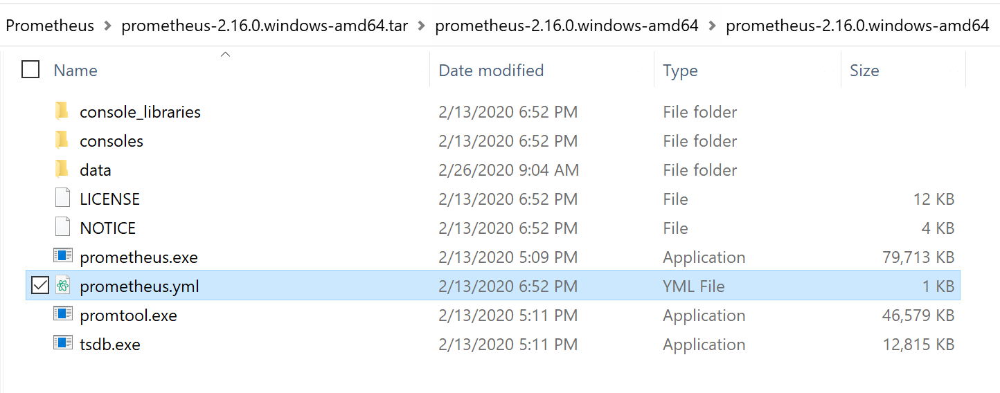 Prometheus > prometheus-2.16.0.windows-amd64.tar > prometheus-2.16.0.windows-amd64 > prometheus-2.16.0.windows-amd64
Name Date modified Type Size
console_libraries 2/13/2020 6:52 PM File folder
consoles 2/13/2020 6:52 PM File folder
data 2/26/2020 9:04 AM File folder
LICENSE 2/13/2020 6:52 PM File 12 KB
NOTICE 2/13/2020 6:52 PM File 4 KB
prometheus.exe 2/13/2020 5:09 PM Application 79,713 KB
prometheus.yml 2/13/2020 6:52 PM YML File 1 KB
promtool.exe 2/13/2020 5:11 PM Application 46,579 KB
tsdb.exe 2/13/2020 5:11 PM Application 12,815 KB